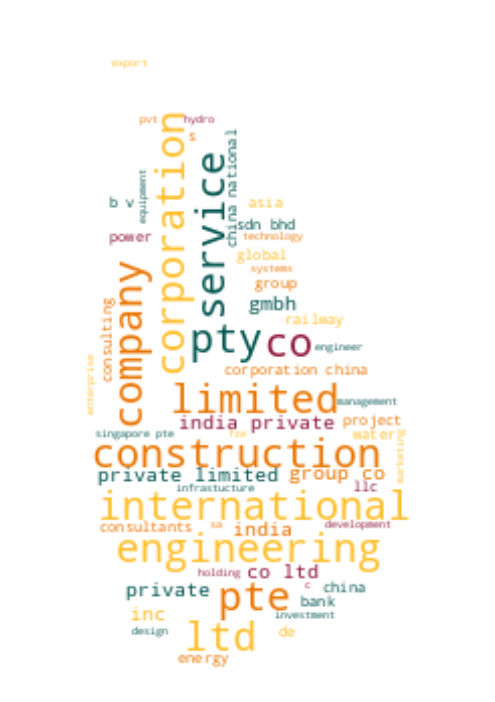 export
pvt
hydro
corporation
s
china national
service
equipment
b v
asia
sdn bhd
power
technology
global
systems
company
group
gmbh
consulting
railway
pty
co
engineer
enterprise
corporation china
limited
management
india private
project
singapore pte
fze
water
marketing
construction
private limited
group co
infrastucture
llc
international
consultants
sa
india
development
engineering
holding
co ltd
c
private
pte
china
bank
inc
investment
design
ltd
de
energy